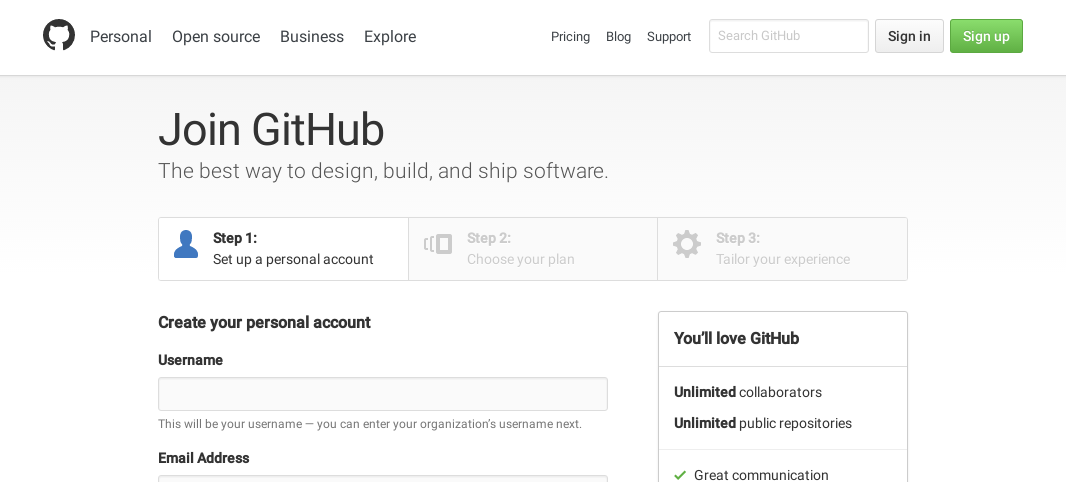 Personal Open source Business Explore Pricing Blog Support Search GitHub Sign in Sign up
Join GitHub
The best way to design, build, and ship software.
Step 1:
Set up a personal account
Step 2:
Choose your plan
Step 3:
Tailor your experience
Create your personal account
Username
This will be your username — you can enter your organization’s username next.
Email Address
You’ll love GitHub
Unlimited collaborators
Unlimited public repositories
Great communication